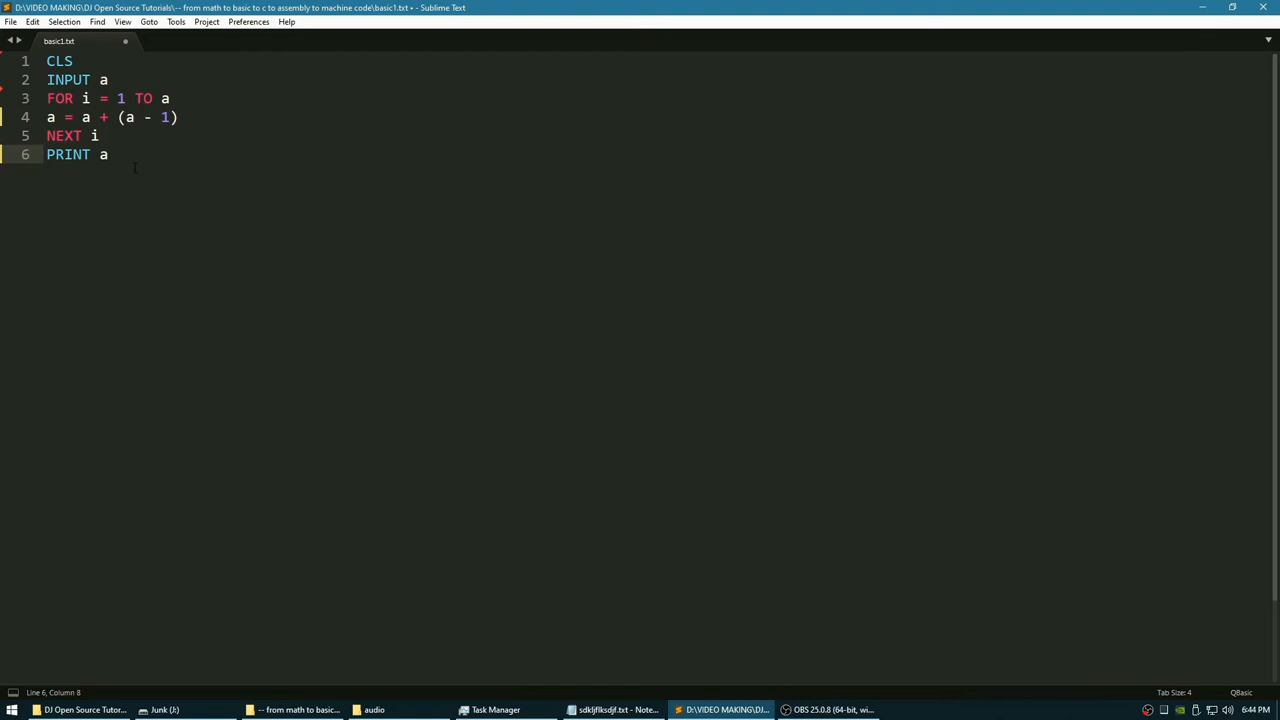 D:\VIDEO MAKING\DJ Open Source Tutorials\-- from math to basic to c to assembly to machine code\basic1.txt • - Sublime Text
File Edit Selection Find View Goto Tools Project Preferences Help
basic1.txt
1 CLS
2 INPUT a
3 FOR i = 1 TO a
4 a = a + (a - 1)
5 NEXT i
6 PRINT a
Line 6, Column 8
Tab Size: 4
QBasic
DJ Open Source Tutor...
Junk (J:)
-- from math to basic...
audio
Task Manager
sdkljflksdjf.txt - Note...
D:\VIDEO MAKING\DJ...
OBS 25.0.8 (64-bit, wi...
6:44 PM